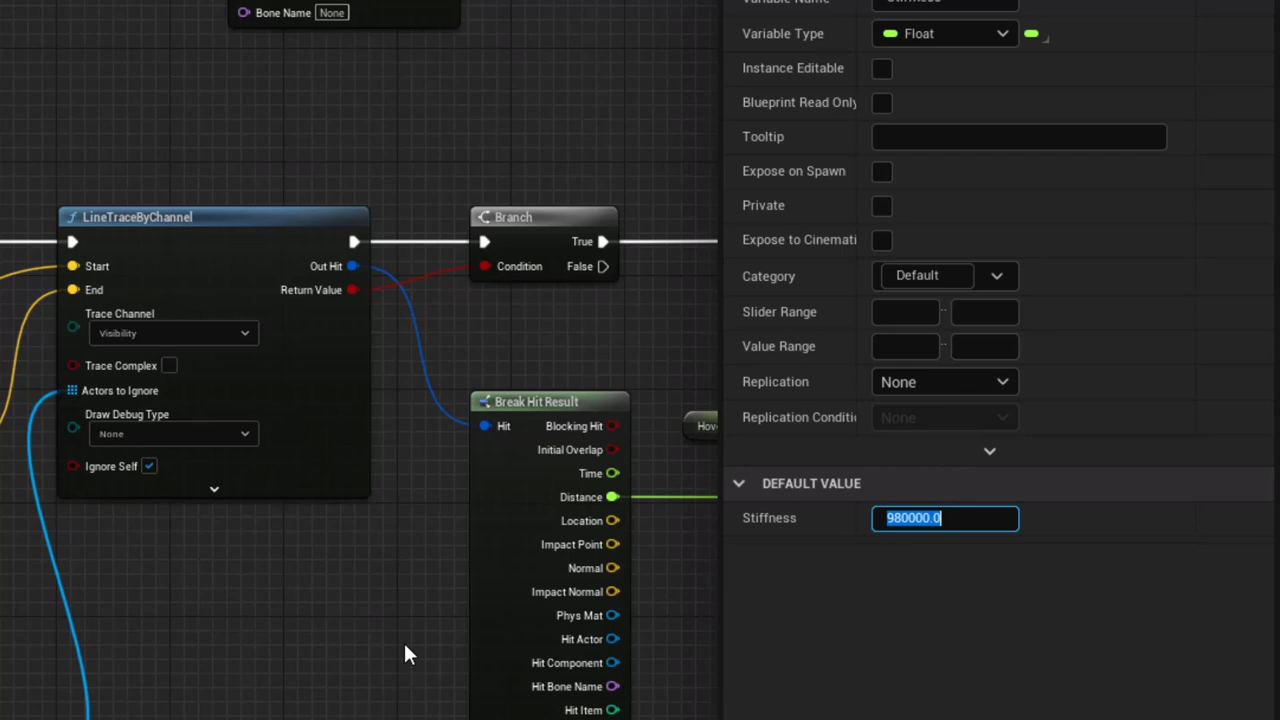 Bone Name None
LineTraceByChannel
Start
Out Hit
End
Return Value
Trace Channel
Visibility
Trace Complex
Actors to Ignore
Draw Debug Type
None
Ignore Self
Branch
True
Condition
False
Break Hit Result
Hit
Blocking Hit
Initial Overlap
Time
Distance
Location
Impact Point
Normal
Impact Normal
Phys Mat
Hit Actor
Hit Component
Hit Bone Name
Hit Item
Hov
Variable Type Float
Instance Editable
Blueprint Read Only
Tooltip
Expose on Spawn
Private
Expose to Cinemati
Category Default
Slider Range
Value Range
Replication None
Replication Conditi None
DEFAULT VALUE
Stiffness 980000.0